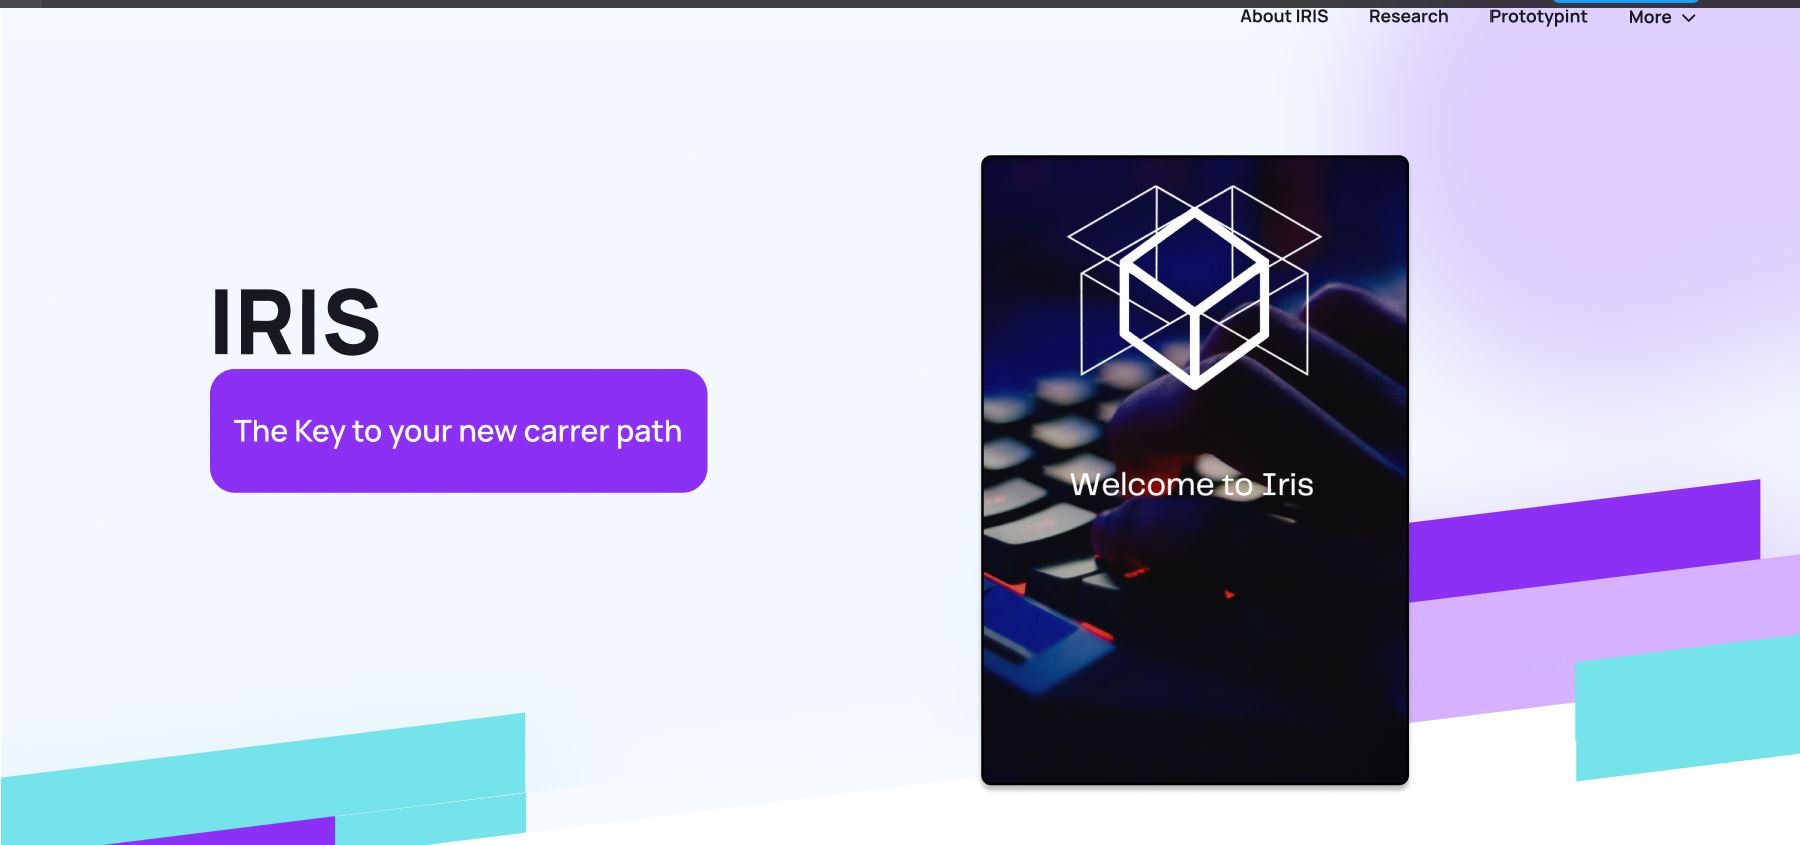 About IRIS Research Prototypint More
IRIS
The Key to your new carrer path
Welcome to Iris